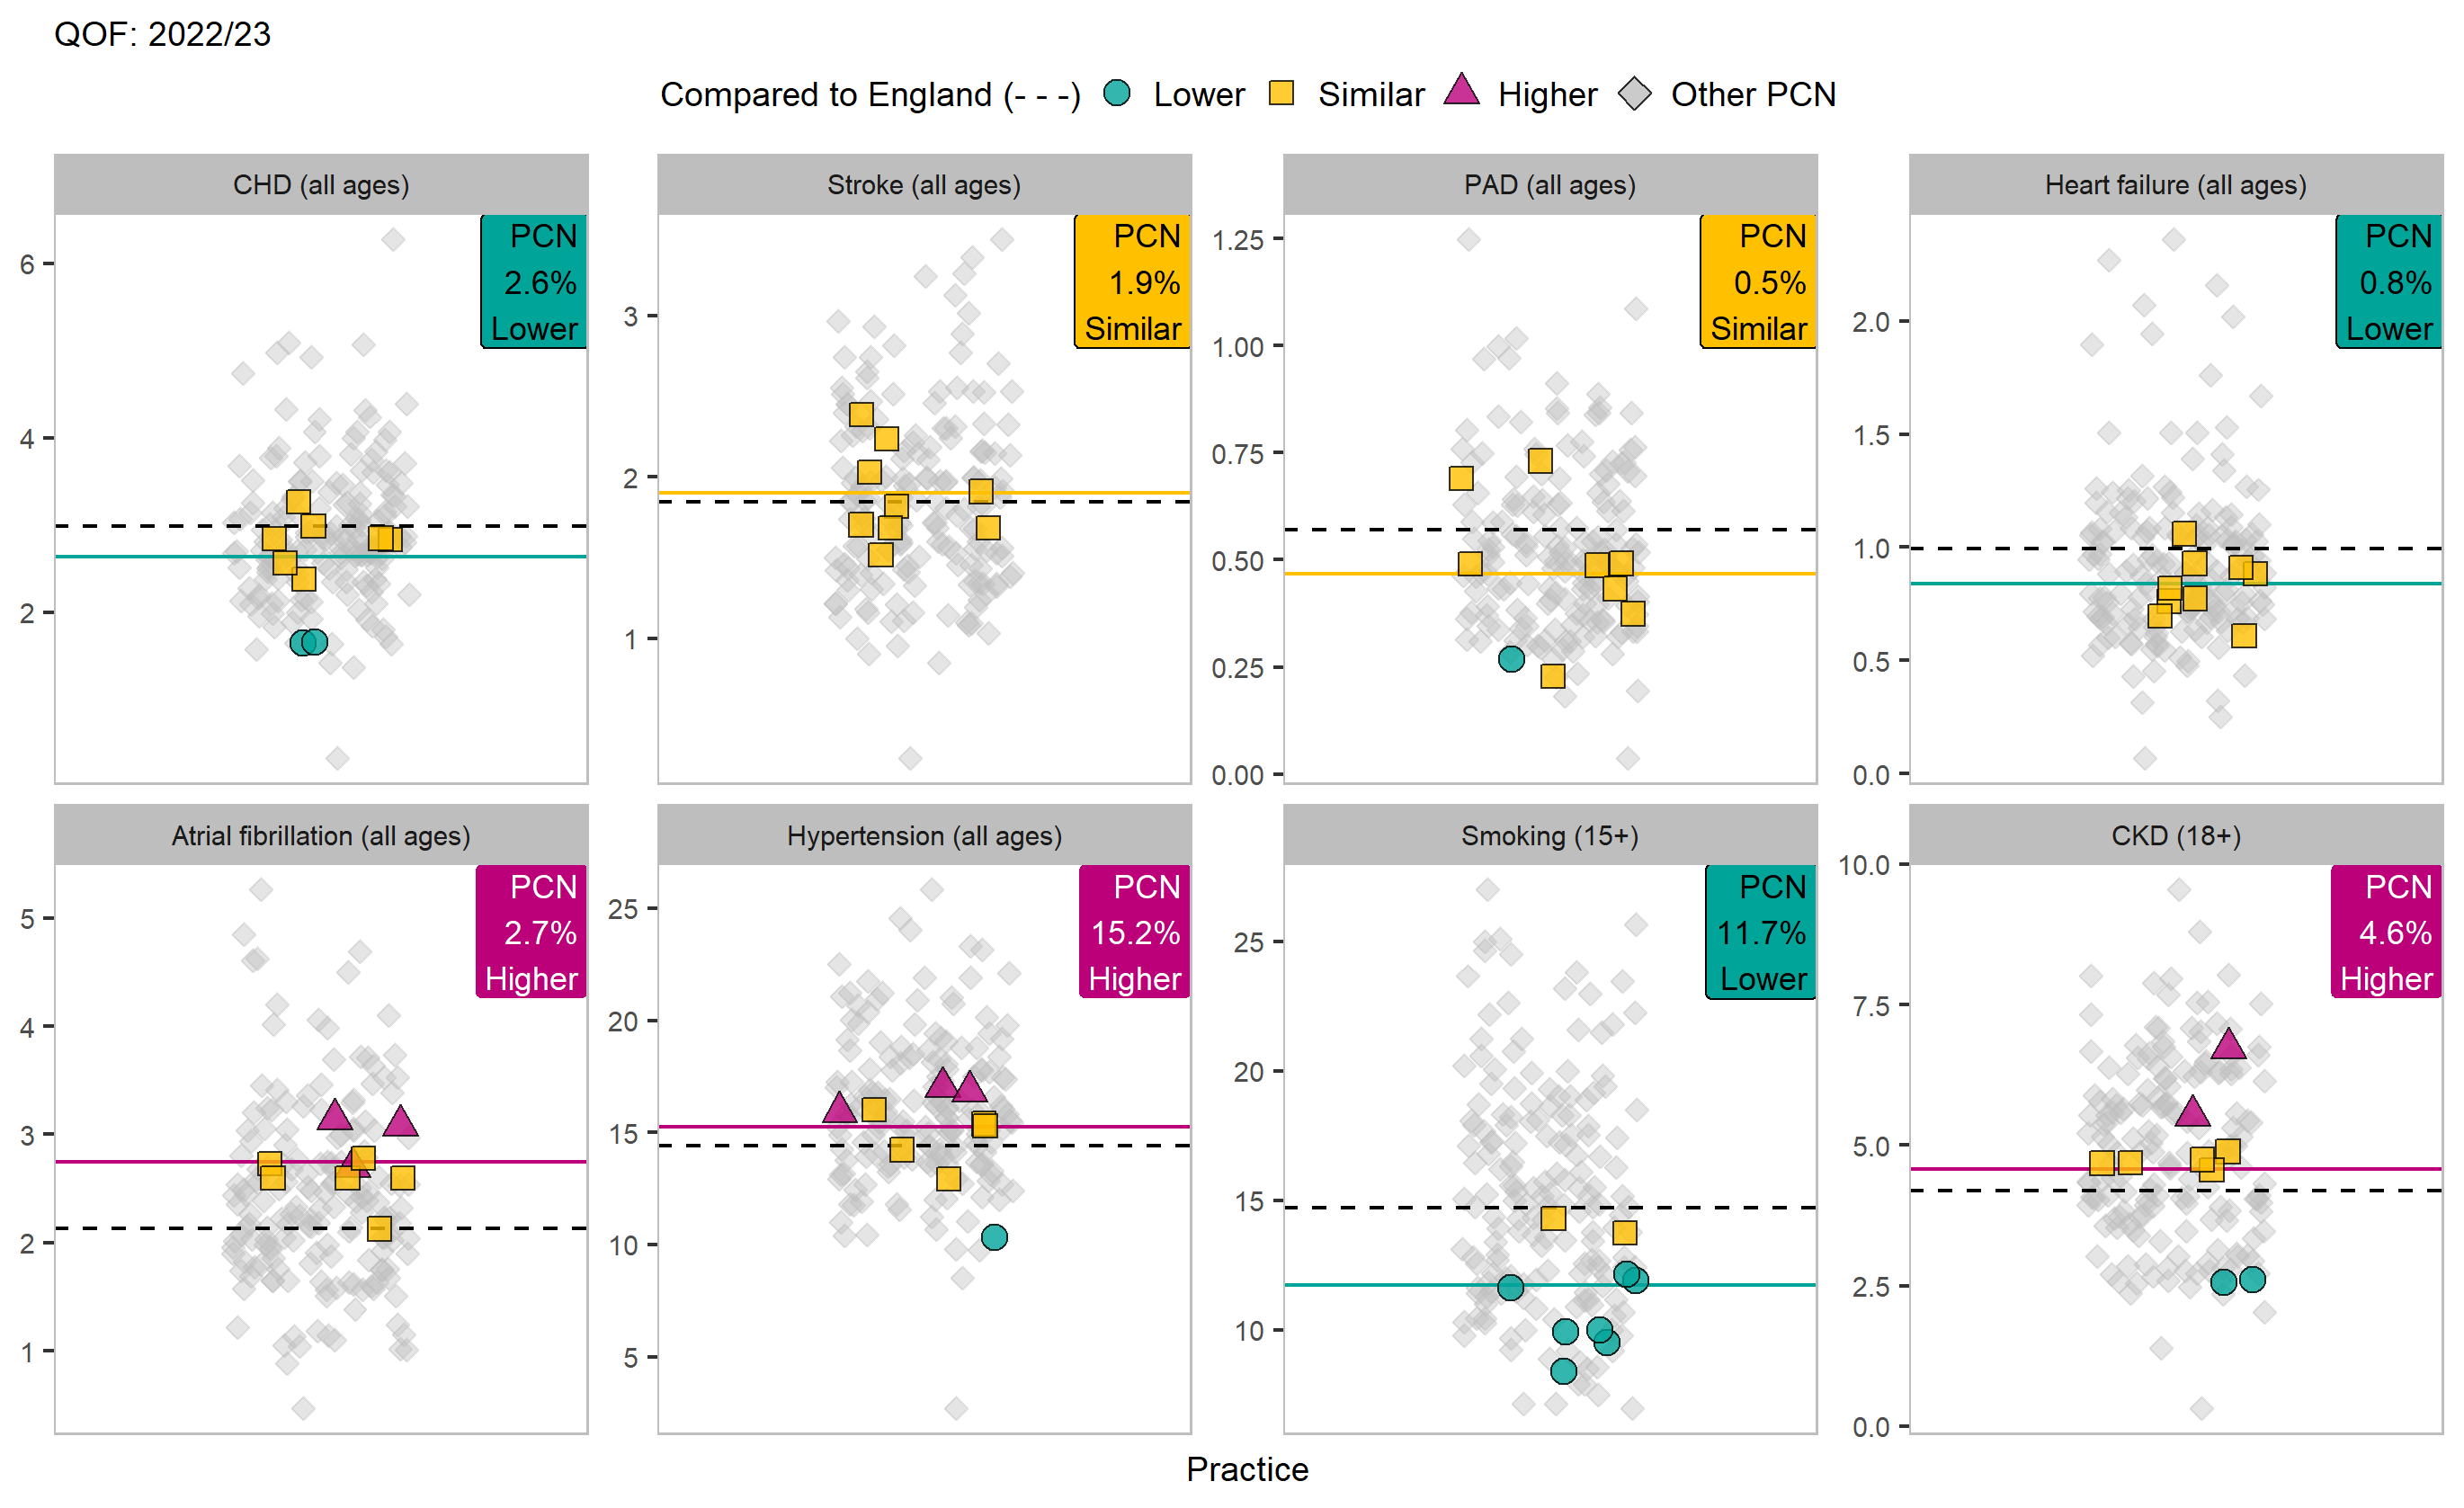 QOF: 2022/23
Compared to England (- - -) Lower Similar Higher Other PCN
CHD (all ages)
PCN
2.6%
Lower
6
4
2
Stroke (all ages)
PCN
1.9%
Similar
3
2
1
PAD (all ages)
PCN
0.5%
Similar
1.25
1.00
0.75
0.50
0.25
0.00
Heart failure (all ages)
PCN
0.8%
Lower
2.0
1.5
1.0
0.5
0.0
Atrial fibrillation (all ages)
PCN
2.7%
Higher
5
4
3
2
1
Hypertension (all ages)
PCN
15.2%
Higher
25
20
15
10
5
Smoking (15+)
PCN
11.7%
Lower
25
20
15
10
CKD (18+)
PCN
4.6%
Higher
10.0
7.5
5.0
2.5
0.0
Practice